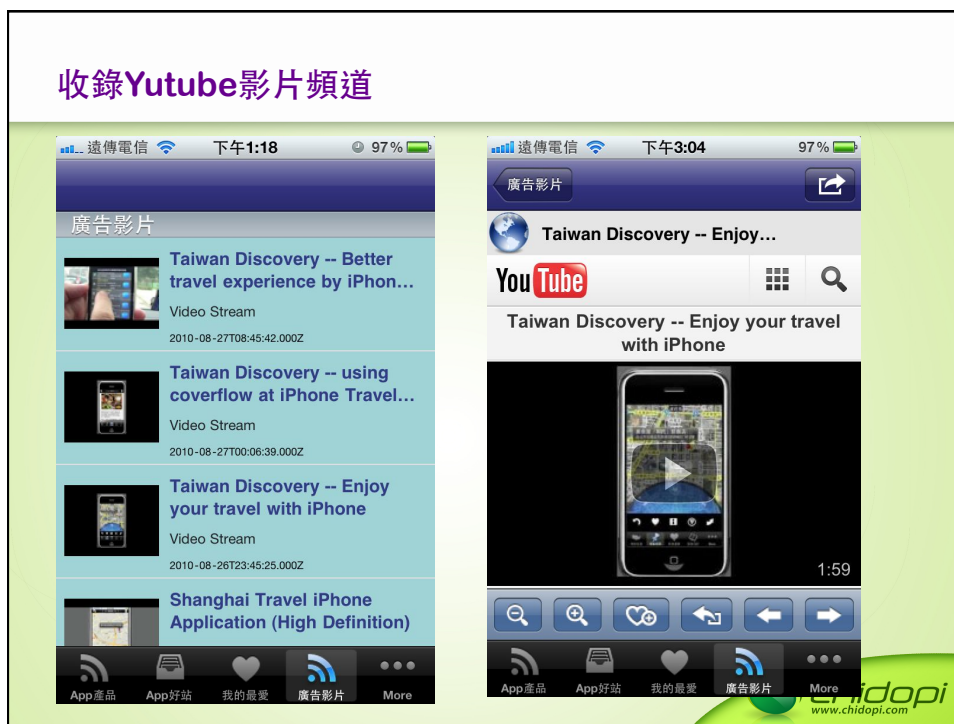 收錄Yutube影片頻道
遠傳電信 下午1:18 97%
廣告影片
Taiwan Discovery -- Better
travel experience by iPhon...
Video Stream
2010-08-27T08:45:42.000Z
Taiwan Discovery -- using
coverflow at iPhone Travel...
Video Stream
2010-08-27T00:06:39.000Z
Taiwan Discovery -- Enjoy
your travel with iPhone
Video Stream
2010-08-26T23:45:25.000Z
Shanghai Travel iPhone
Application (High Definition)
App產品 App好站 我的最愛 廣告影片 More
遠傳電信 下午3:04 97%
廣告影片
Taiwan Discovery -- Enjoy...
YouTube
Taiwan Discovery -- Enjoy your travel
with iPhone
1:59
App產品 App好站 我的最愛 廣告影片 More
chidopi
www.chidopi.com